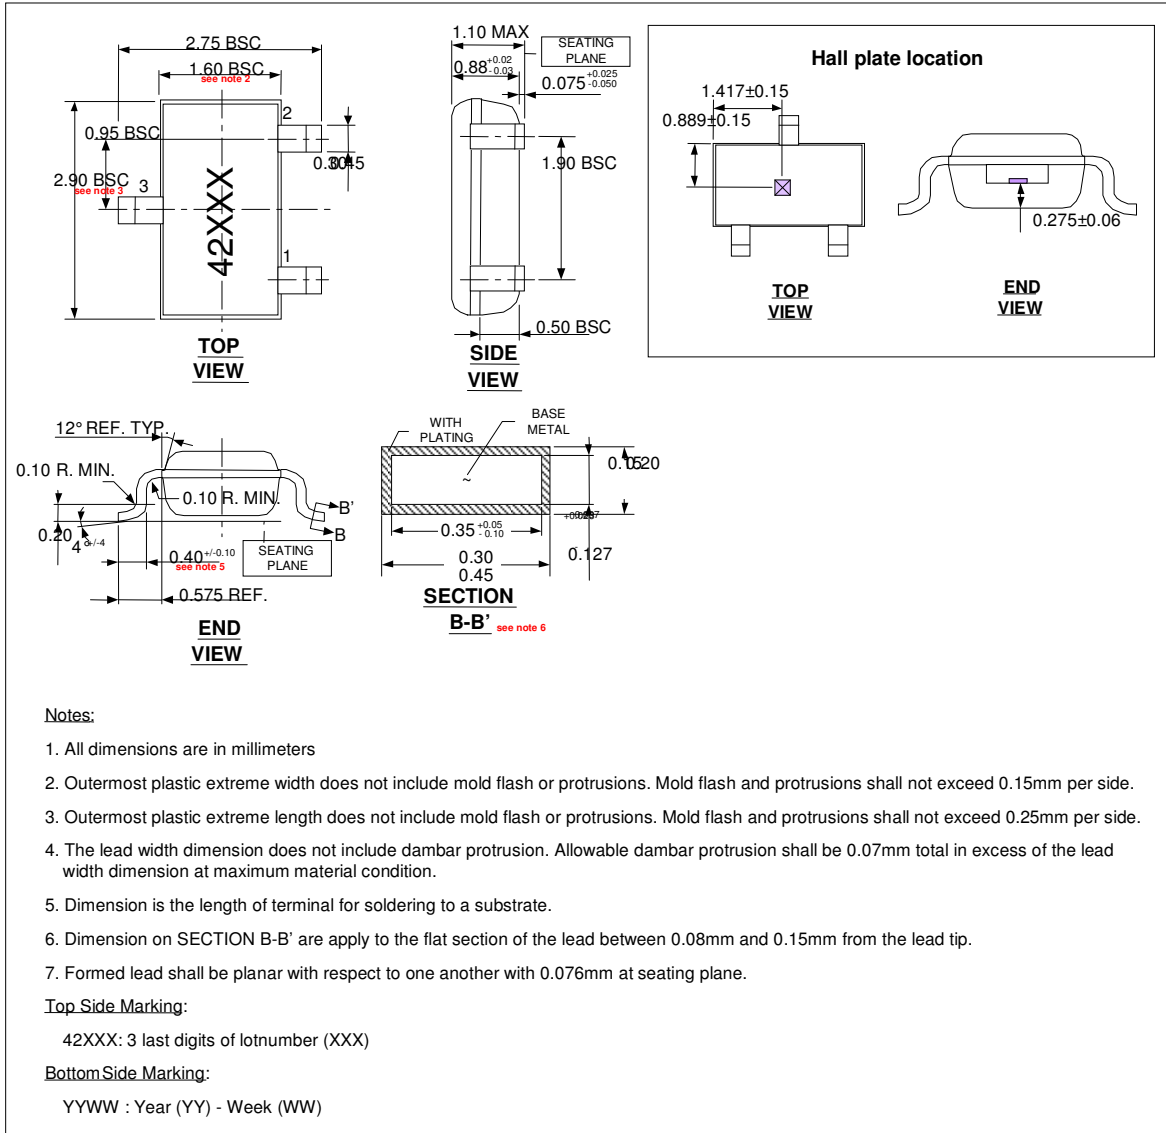 2.75 BSC
1.60 BSC
see note 2
2
0.95 BSC
0.30
0.45
2.90 BSC
see note 3
3
42XXX
1
TOP
VIEW
1.10 MAX
SEATING
PLANE
0.88 +0.02 -0.03
0.075 +0.025 -0.050
1.90 BSC
0.50 BSC
SIDE
VIEW
Hall plate location
1.417±0.15
0.889±0.15
0.275±0.06
TOP
VIEW
END
VIEW
12° REF. TYP.
0.10 R. MIN.
0.10 R. MIN.
B'
B
0.20
4° +/-4
0.40 +/-0.10
see note 5
SEATING
PLANE
0.575 REF.
END
VIEW
WITH
PLATING
BASE
METAL
~
0.15
0.20
0.35 +0.05 -0.10
0.127
0.30
0.45
SECTION
B-B’ see note 6
Notes:
1. All dimensions are in millimeters
2. Outermost plastic extreme width does not include mold flash or protrusions. Mold flash and protrusions shall not exceed 0.15mm per side.
3. Outermost plastic extreme length does not include mold flash or protrusions. Mold flash and protrusions shall not exceed 0.25mm per side.
4. The lead width dimension does not include dambar protrusion. Allowable dambar protrusion shall be 0.07mm total in excess of the lead
width dimension at maximum material condition.
5. Dimension is the length of terminal for soldering to a substrate.
6. Dimension on SECTION B-B’ are apply to the flat section of the lead between 0.08mm and 0.15mm from the lead tip.
7. Formed lead shall be planar with respect to one another with 0.076mm at seating plane.
Top Side Marking:
42XXX: 3 last digits of lotnumber (XXX)
Bottom Side Marking:
YYWW : Year (YY) - Week (WW)